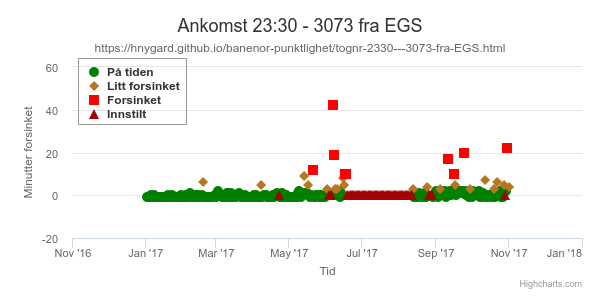 Ankomst 23:30 - 3073 fra EGS
https://hnygard.github.io/banenor-punktlighet/tognr-2330---3073-fra-EGS.html
Minutter forsinket
60
40
20
0
-20
På tiden
Litt forsinket
Forsinket
Innstilt
Nov '16
Jan '17
Mar '17
May '17
Jul '17
Sep '17
Nov '17
Jan '18
Tid
Highcharts.com